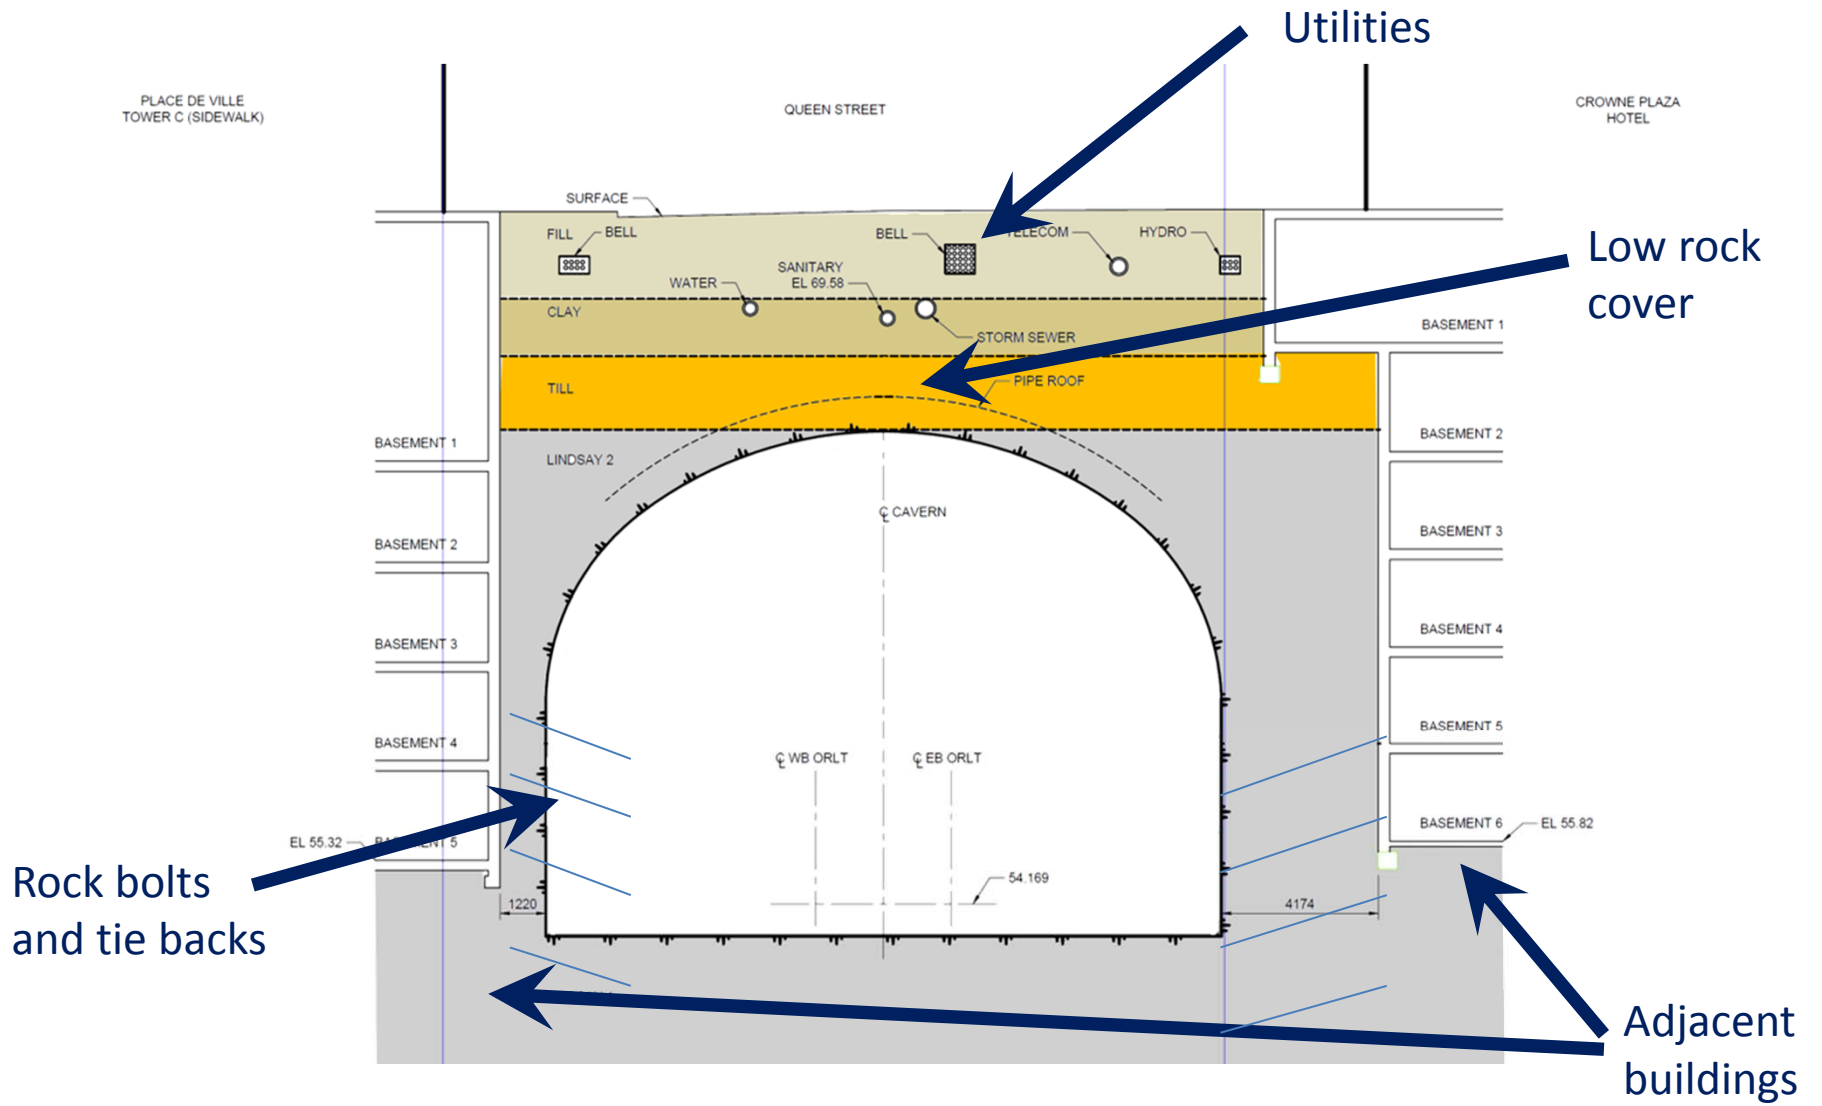 Utilities
PLACE DE VILLE
TOWER C (SIDEWALK)
QUEEN STREET
CROWNE PLAZA
HOTEL
SURFACE
FILL
BELL
BELL
TELECOM
HYDRO
Low rock
cover
SANITARY
EL 69.58
WATER
CLAY
STORM SEWER
BASEMENT 1
TILL
PIPE ROOF
BASEMENT 1
BASEMENT 2
LINDSAY 2
℄ CAVERN
BASEMENT 2
BASEMENT 3
BASEMENT 3
BASEMENT 4
BASEMENT 4
BASEMENT 5
℄ WB ORLT
℄ EB ORLT
EL 55.32
BASEMENT 5
BASEMENT 6
EL 55.82
Rock bolts
and tie backs
54.169
1220
4174
Adjacent
buildings